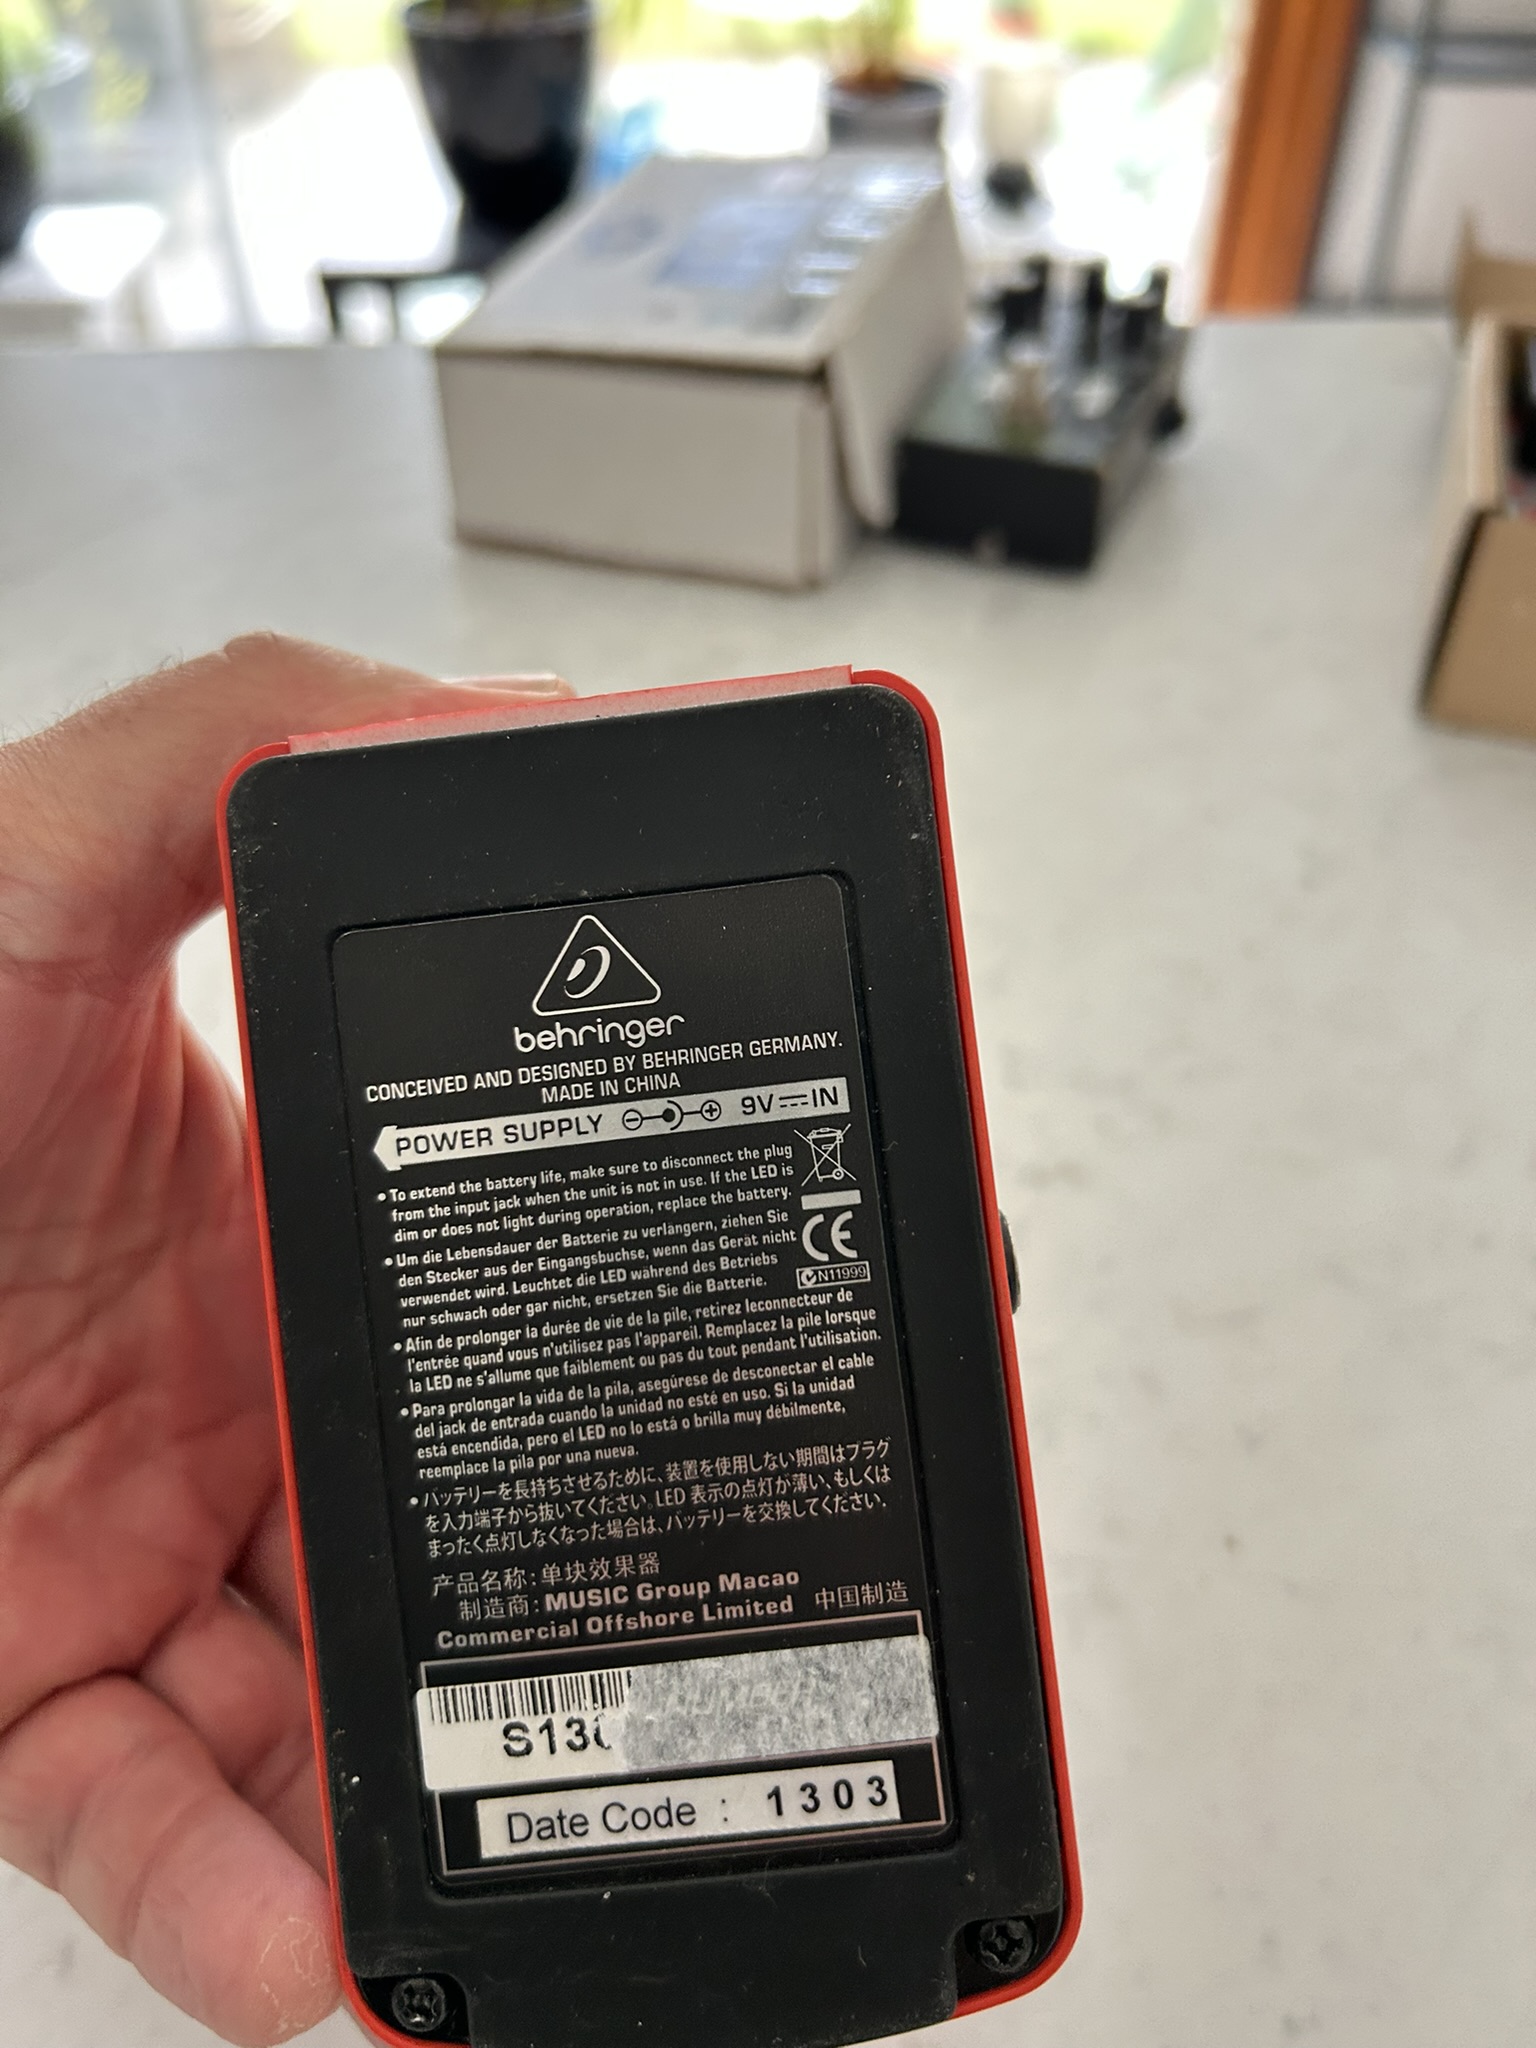 behringer
CONCEIVED AND DESIGNED BY BEHRINGER GERMANY.
MADE IN CHINA
POWER SUPPLY 9V IN
• To extend the battery life, make sure to disconnect the plug
from the input jack when the unit is not in use. If the LED is
dim or does not light during operation, replace the battery.
• Um die Lebensdauer der Batterie zu verlängern, ziehen Sie
den Stecker aus der Eingangsbuchse, wenn das Gerät nicht
verwendet wird. Leuchtet die LED während des Betriebs
nur schwach oder gar nicht, ersetzen Sie die Batterie.
CE
N11999
• Afin de prolonger la durée de vie de la pile, retirez leconnecteur de
l'entrée quand vous n'utilisez pas l'appareil. Remplacez la pile lorsque
la LED ne s'allume que faiblement ou pas du tout pendant l'utilisation.
• Para prolongar la vida de la pila, asegúrese de desconectar el cable
del jack de entrada cuando la unidad no esté en uso. Si la unidad
está encendida, pero el LED no lo está o brilla muy débilmente,
reemplace la pila por una nueva.
• バッテリーを長持ちさせるために、装置を使用しない期間はプラグ
を入力端子から抜いてください。LED 表示の点灯が薄い、もしくは
まったく点灯しなくなった場合は、バッテリーを交換してください.
产品名称: 单块效果器
制造商: MUSIC Group Macao
Commercial Offshore Limited 中国制造
NUMBER
S13
Date Code : 1303